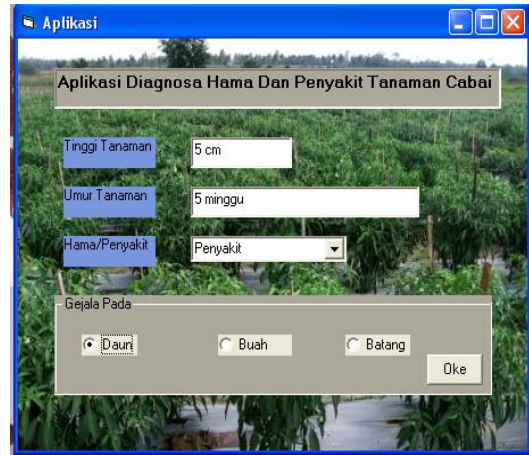 Aplikasi
Aplikasi Diagnosa Hama Dan Penyakit Tanaman Cabai
Tinggi Tanaman 5 cm
Umur Tanaman 5 minggu
Hama/Penyakit Penyakit
Gejala Pada
Daun Buah Batang
Oke